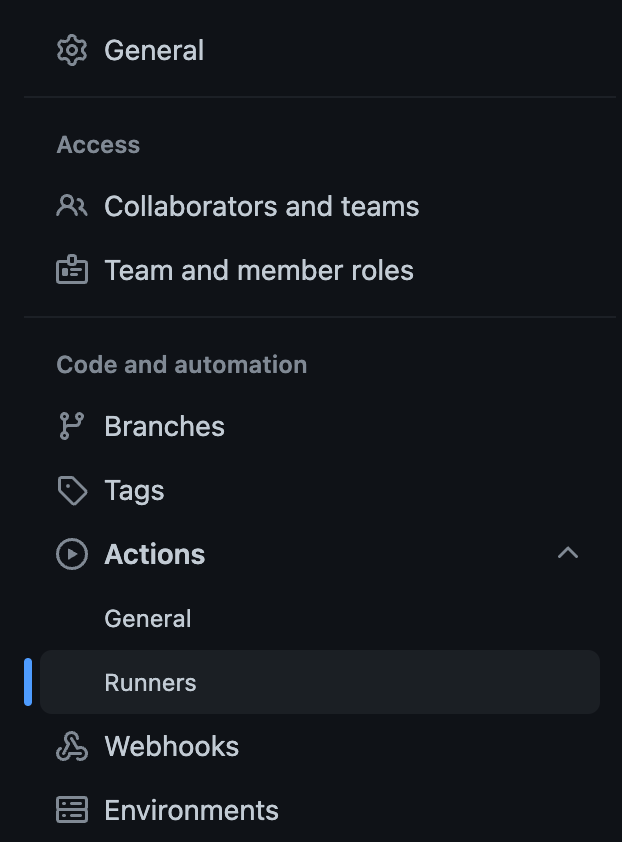 General
Access
Collaborators and teams
Team and member roles
Code and automation
Branches
Tags
Actions
General
Runners
Webhooks
Environments